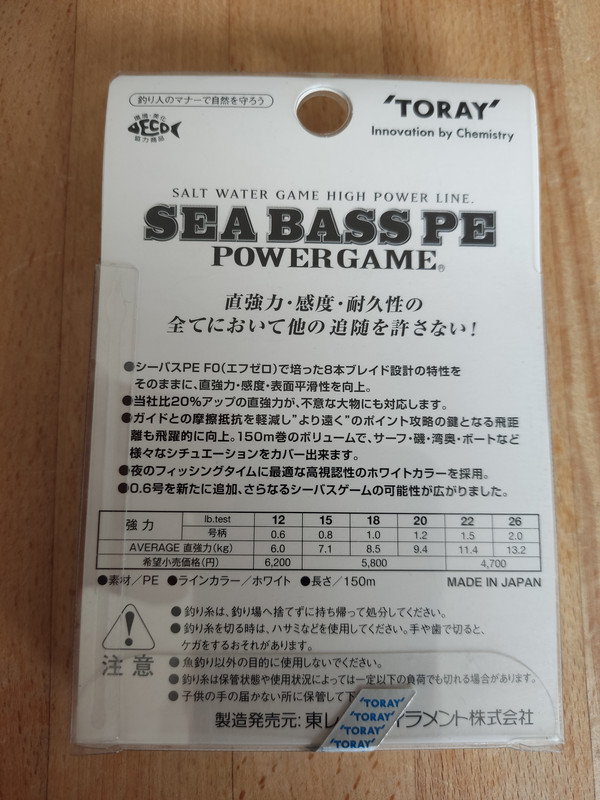 釣り人のマナーで自然を守ろう
環境・美化
ECO
協力商品
'TORAY'
Innovation by Chemistry
SALT WATER GAME HIGH POWER LINE.
SEA BASS PE
POWERGAME®
直強力・感度・耐久性の
全てにおいて他の追随を許さない!
●シーバスPE F0(エフゼロ)で培った8本ブレイド設計の特性を
そのままに、直強力・感度・表面平滑性を向上。
●当社比20%アップの直強力が、不意な大物にも対応します。
●ガイドとの摩擦抵抗を軽減し"より遠く"のポイント攻略の鍵となる飛距
離も飛躍的に向上。150m巻のボリュームで、サーフ・磯・湾奥・ボートなど
様々なシチュエーションをカバー出来ます。
●夜のフィッシングタイムに最適な高視認性のホワイトカラーを採用。
●0.6号を新たに追加、さらなるシーバスゲームの可能性が広がりました。
強力 lb.test 12 15 18 20 22 26
号柄 0.6 0.8 1.0 1.2 1.5 2.0
AVERAGE 直強力(kg) 6.0 7.1 8.5 9.4 11.4 13.2
希望小売価格(円) 6,200 5,800 4,700
●素材/PE ●ラインカラー/ホワイト ●長さ/150m MADE IN JAPAN
注意
●釣り糸は、釣り場へ捨てずに持ち帰って処分してください。
●釣り糸を切る時は、ハサミなどを使用してください。手や歯で切ると、
ケガをするおそれがあります。
●魚釣り以外の目的に使用しないでください。
●釣糸は保管状態や使用状況によっては一定以下の負荷でも切れる場合があります。
●子供の手の届かない所に保管して下
製造発売元:東レ イラメント株式会社
'TORAY'
'TORAY'
'TORAY'
'TORAY'